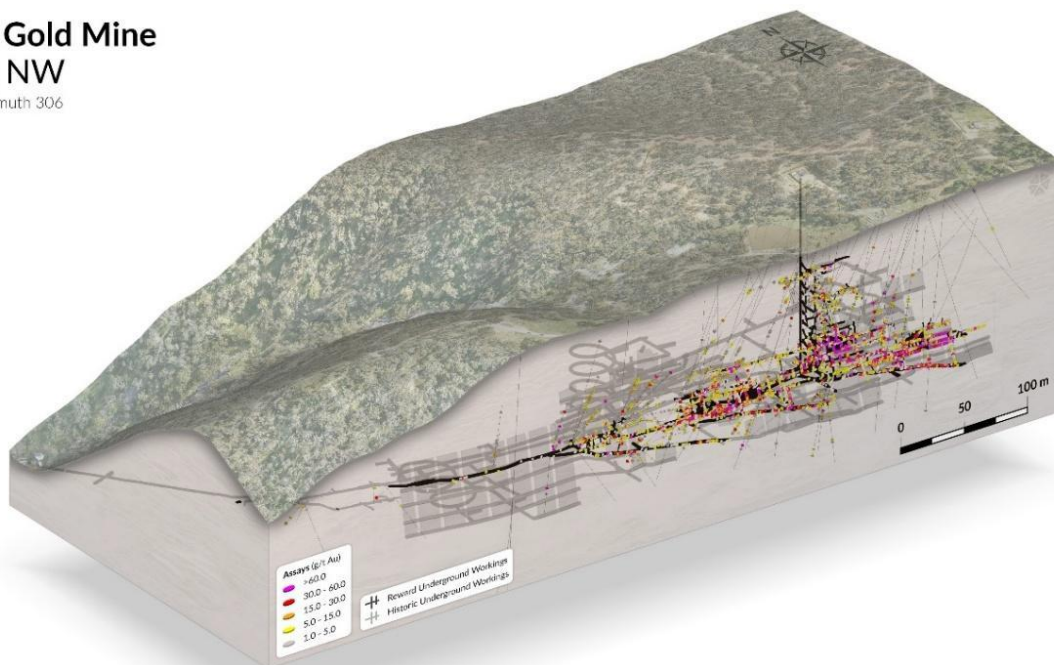 Gold Mine
NW
muth 306
N
100 m
50
0
Assays (g/t Au)
>60.0
30.0 - 60.0
15.0 - 30.0
5.0 - 15.0
1.0 - 5.0
Reward Underground Workings
Historic Underground Workings